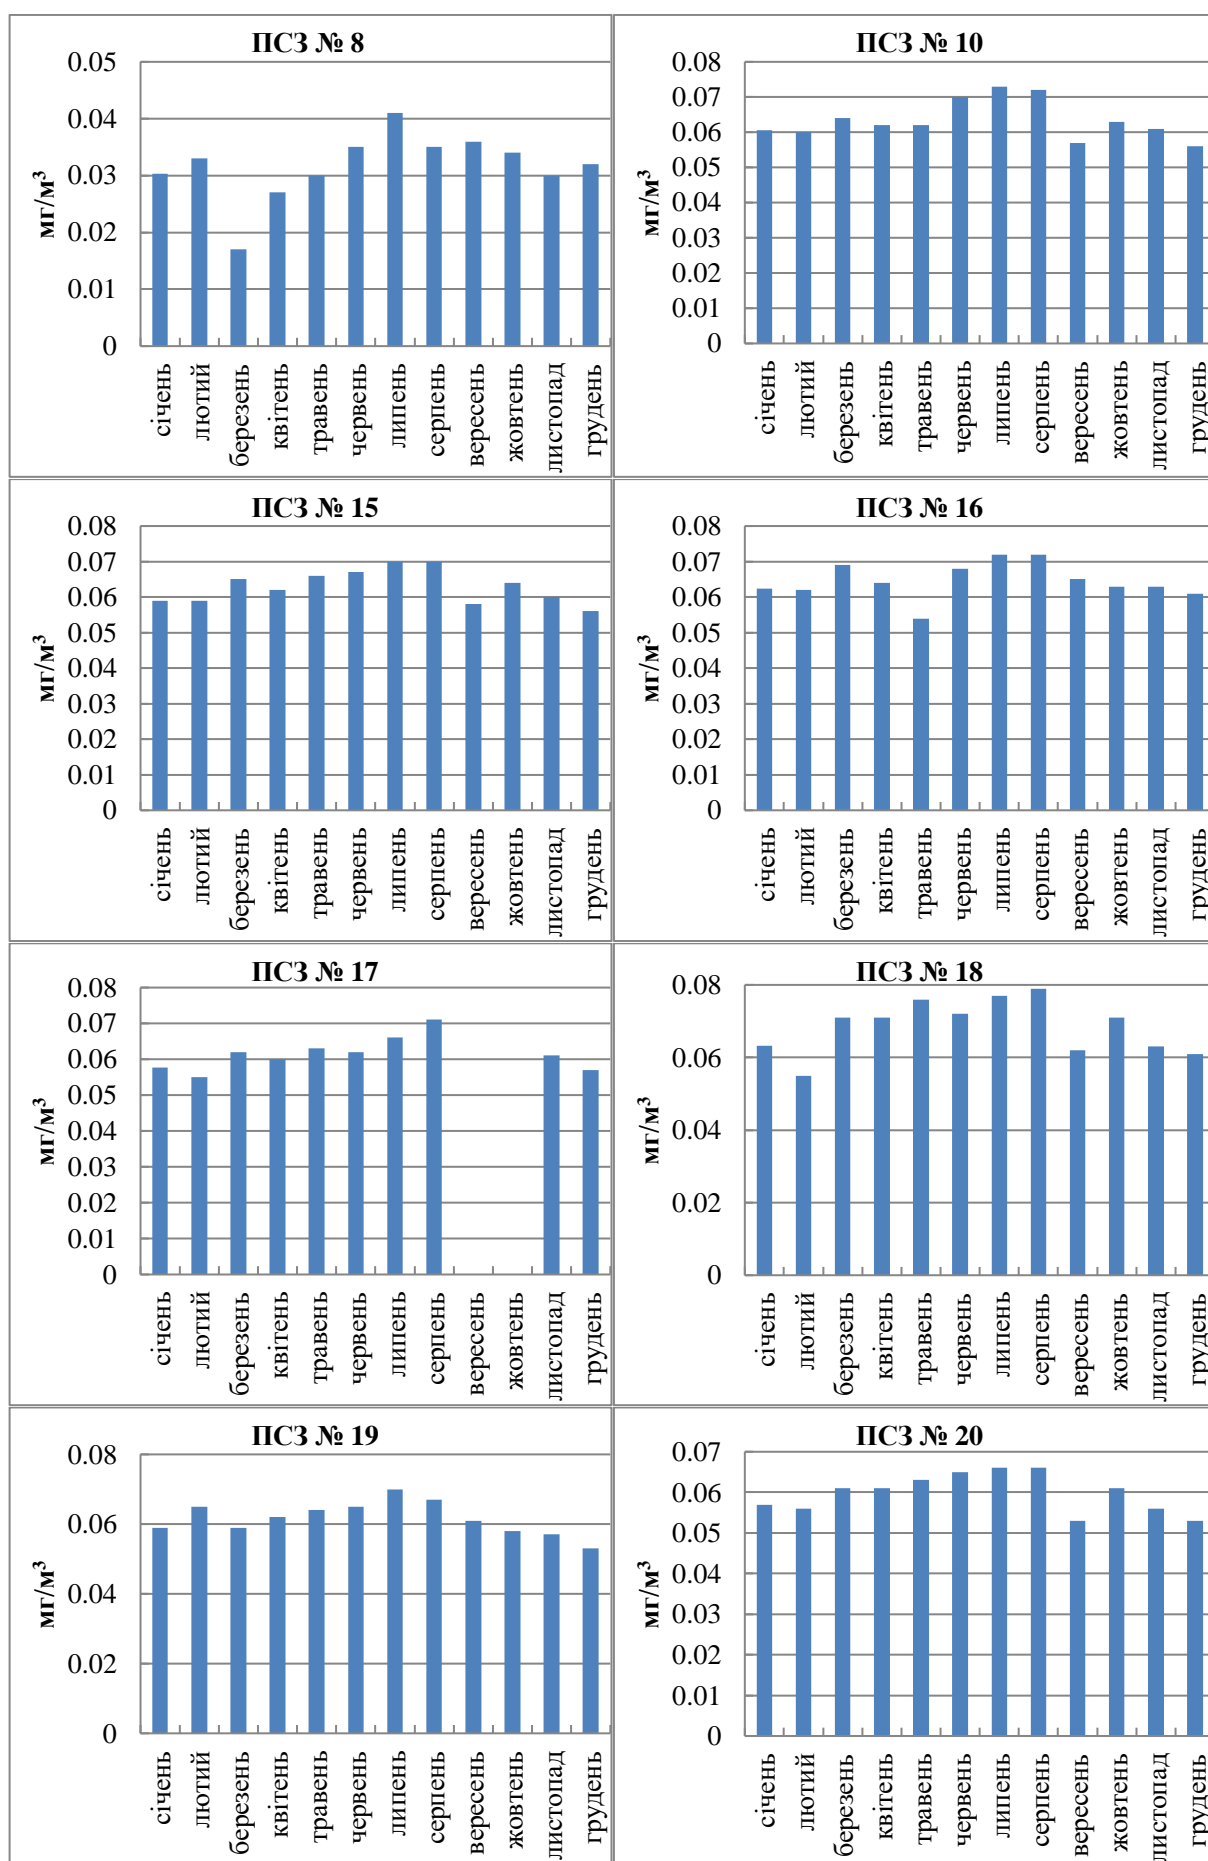 ПСЗ № 8
мг/м³
0.05
0.04
0.03
0.02
0.01
0
січень
лютий
березень
квітень
травень
червень
липень
серпень
вересень
жовтень
листопад
грудень
ПСЗ № 10
мг/м³
0.08
0.07
0.06
0.05
0.04
0.03
0.02
0.01
0
січень
лютий
березень
квітень
травень
червень
липень
серпень
вересень
жовтень
листопад
грудень
ПСЗ № 15
мг/м³
0.08
0.07
0.06
0.05
0.04
0.03
0.02
0.01
0
січень
лютий
березень
квітень
травень
червень
липень
серпень
вересень
жовтень
листопад
грудень
ПСЗ № 16
мг/м³
0.08
0.07
0.06
0.05
0.04
0.03
0.02
0.01
0
січень
лютий
березень
квітень
травень
червень
липень
серпень
вересень
жовтень
листопад
грудень
ПСЗ № 17
мг/м³
0.08
0.07
0.06
0.05
0.04
0.03
0.02
0.01
0
січень
лютий
березень
квітень
травень
червень
липень
серпень
вересень
жовтень
листопад
грудень
ПСЗ № 18
мг/м³
0.08
0.06
0.04
0.02
0
січень
лютий
березень
квітень
травень
червень
липень
серпень
вересень
жовтень
листопад
грудень
ПСЗ № 19
мг/м³
0.08
0.06
0.04
0.02
0
січень
лютий
березень
квітень
травень
червень
липень
серпень
вересень
жовтень
листопад
грудень
ПСЗ № 20
мг/м³
0.07
0.06
0.05
0.04
0.03
0.02
0.01
0
січень
лютий
березень
квітень
травень
червень
липень
серпень
вересень
жовтень
листопад
грудень